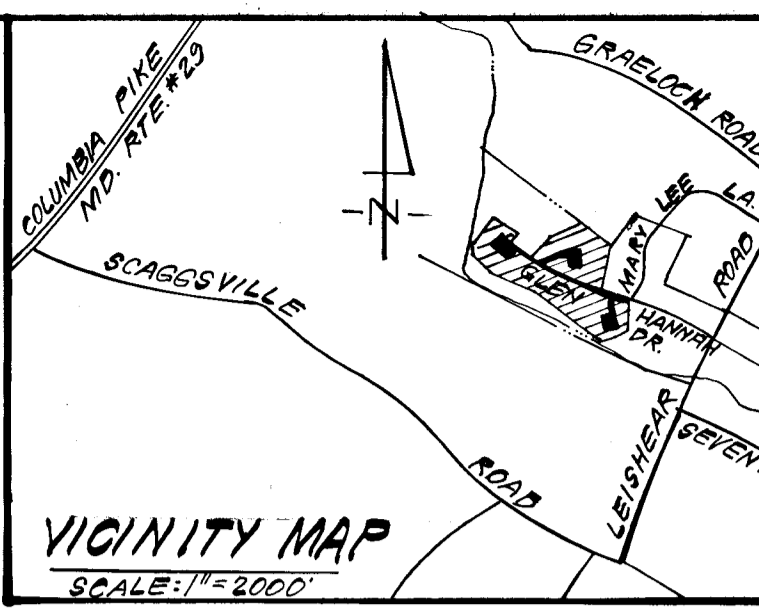 COLUMBIA PIKE
MD. RTE. #29
GRAELOCH ROAD
MARY LEE LA.
ROAD
SCAGGSVILLE
-N-
GLEN
HANNAH
DR.
LEISHEAR
SEVEN
ROAD
VICINITY MAP
SCALE: 1" = 2000'